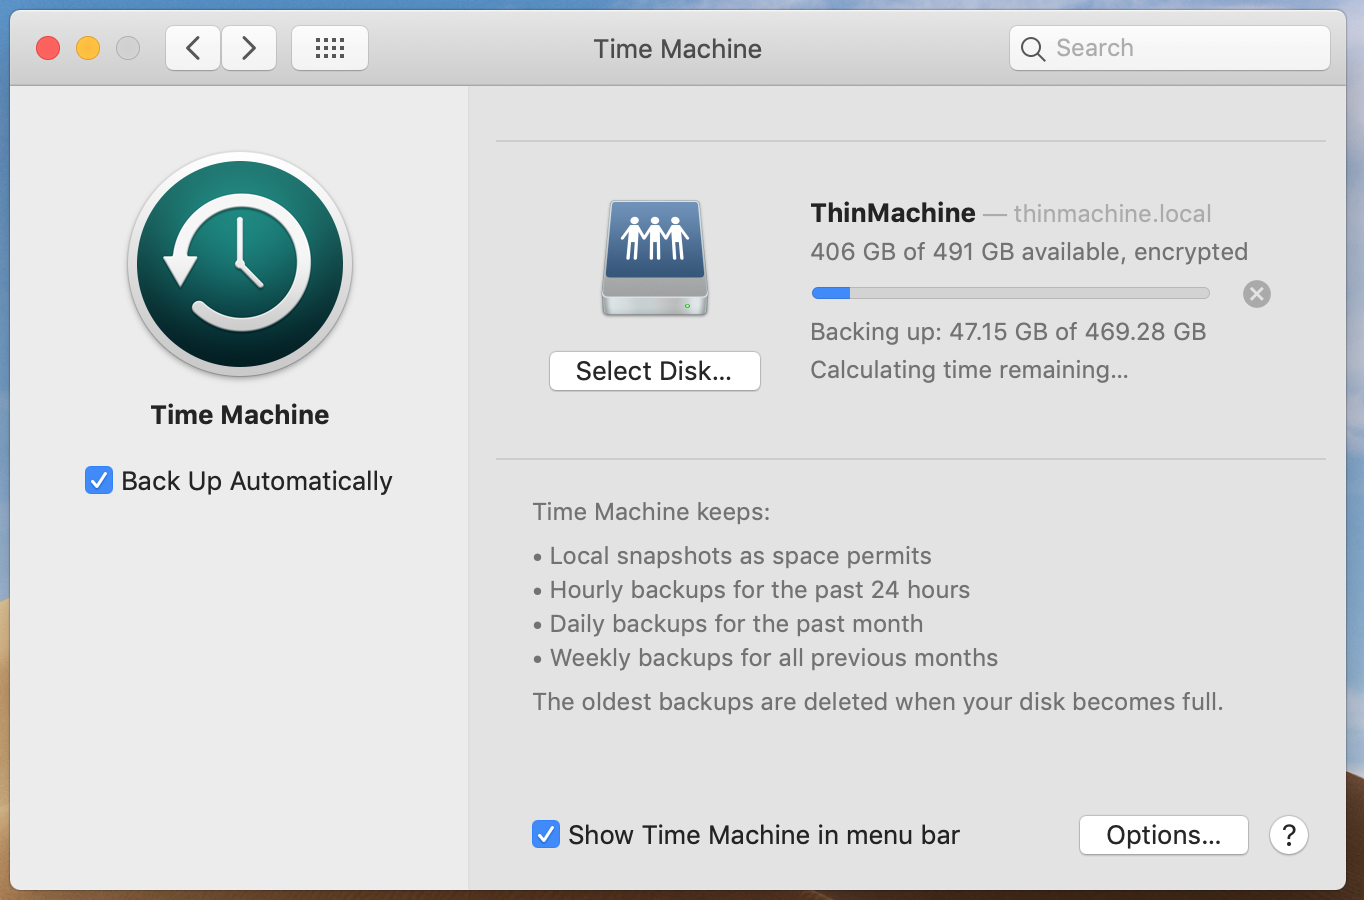 Time Machine
Search
Time Machine
Back Up Automatically
ThinMachine — thinmachine.local
406 GB of 491 GB available, encrypted
Backing up: 47.15 GB of 469.28 GB
Calculating time remaining...
Select Disk...
Time Machine keeps:
• Local snapshots as space permits
• Hourly backups for the past 24 hours
• Daily backups for the past month
• Weekly backups for all previous months
The oldest backups are deleted when your disk becomes full.
Show Time Machine in menu bar
Options...
?